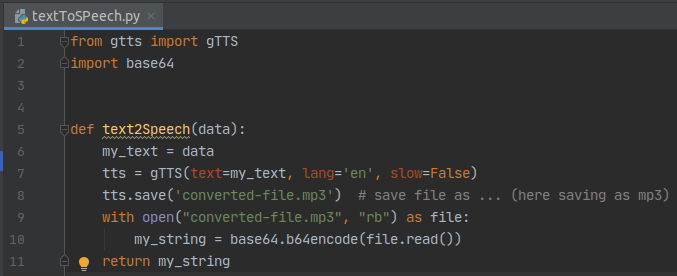 textToSPeech.py
1 from gtts import gTTS
2 import base64
3
4
5 def text2Speech(data):
6     my_text = data
7     tts = gTTS(text=my_text, lang='en', slow=False)
8     tts.save('converted-file.mp3')  # save file as ... (here saving as mp3)
9     with open("converted-file.mp3", "rb") as file:
10         my_string = base64.b64encode(file.read())
11     return my_string